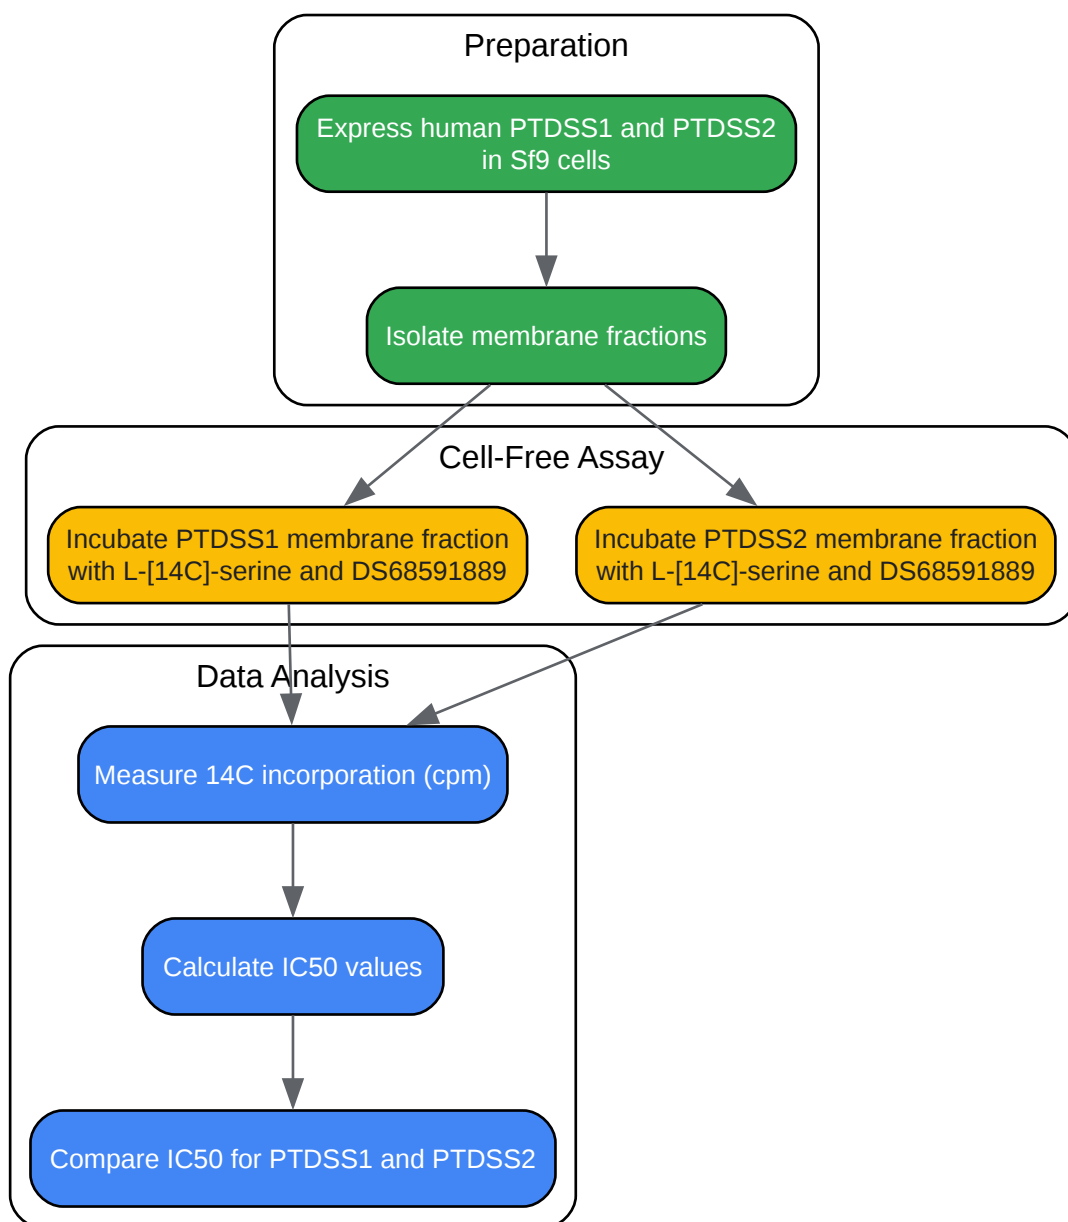 Preparation
Express human PTDSS1 and PTDSS2
in Sf9 cells
Isolate membrane fractions
Cell-Free Assay
Incubate PTDSS1 membrane fraction
with L-[14C]-serine and DS68591889
Incubate PTDSS2 membrane fraction
with L-[14C]-serine and DS68591889
Data Analysis
Measure 14C incorporation (cpm)
Calculate IC50 values
Compare IC50 for PTDSS1 and PTDSS2